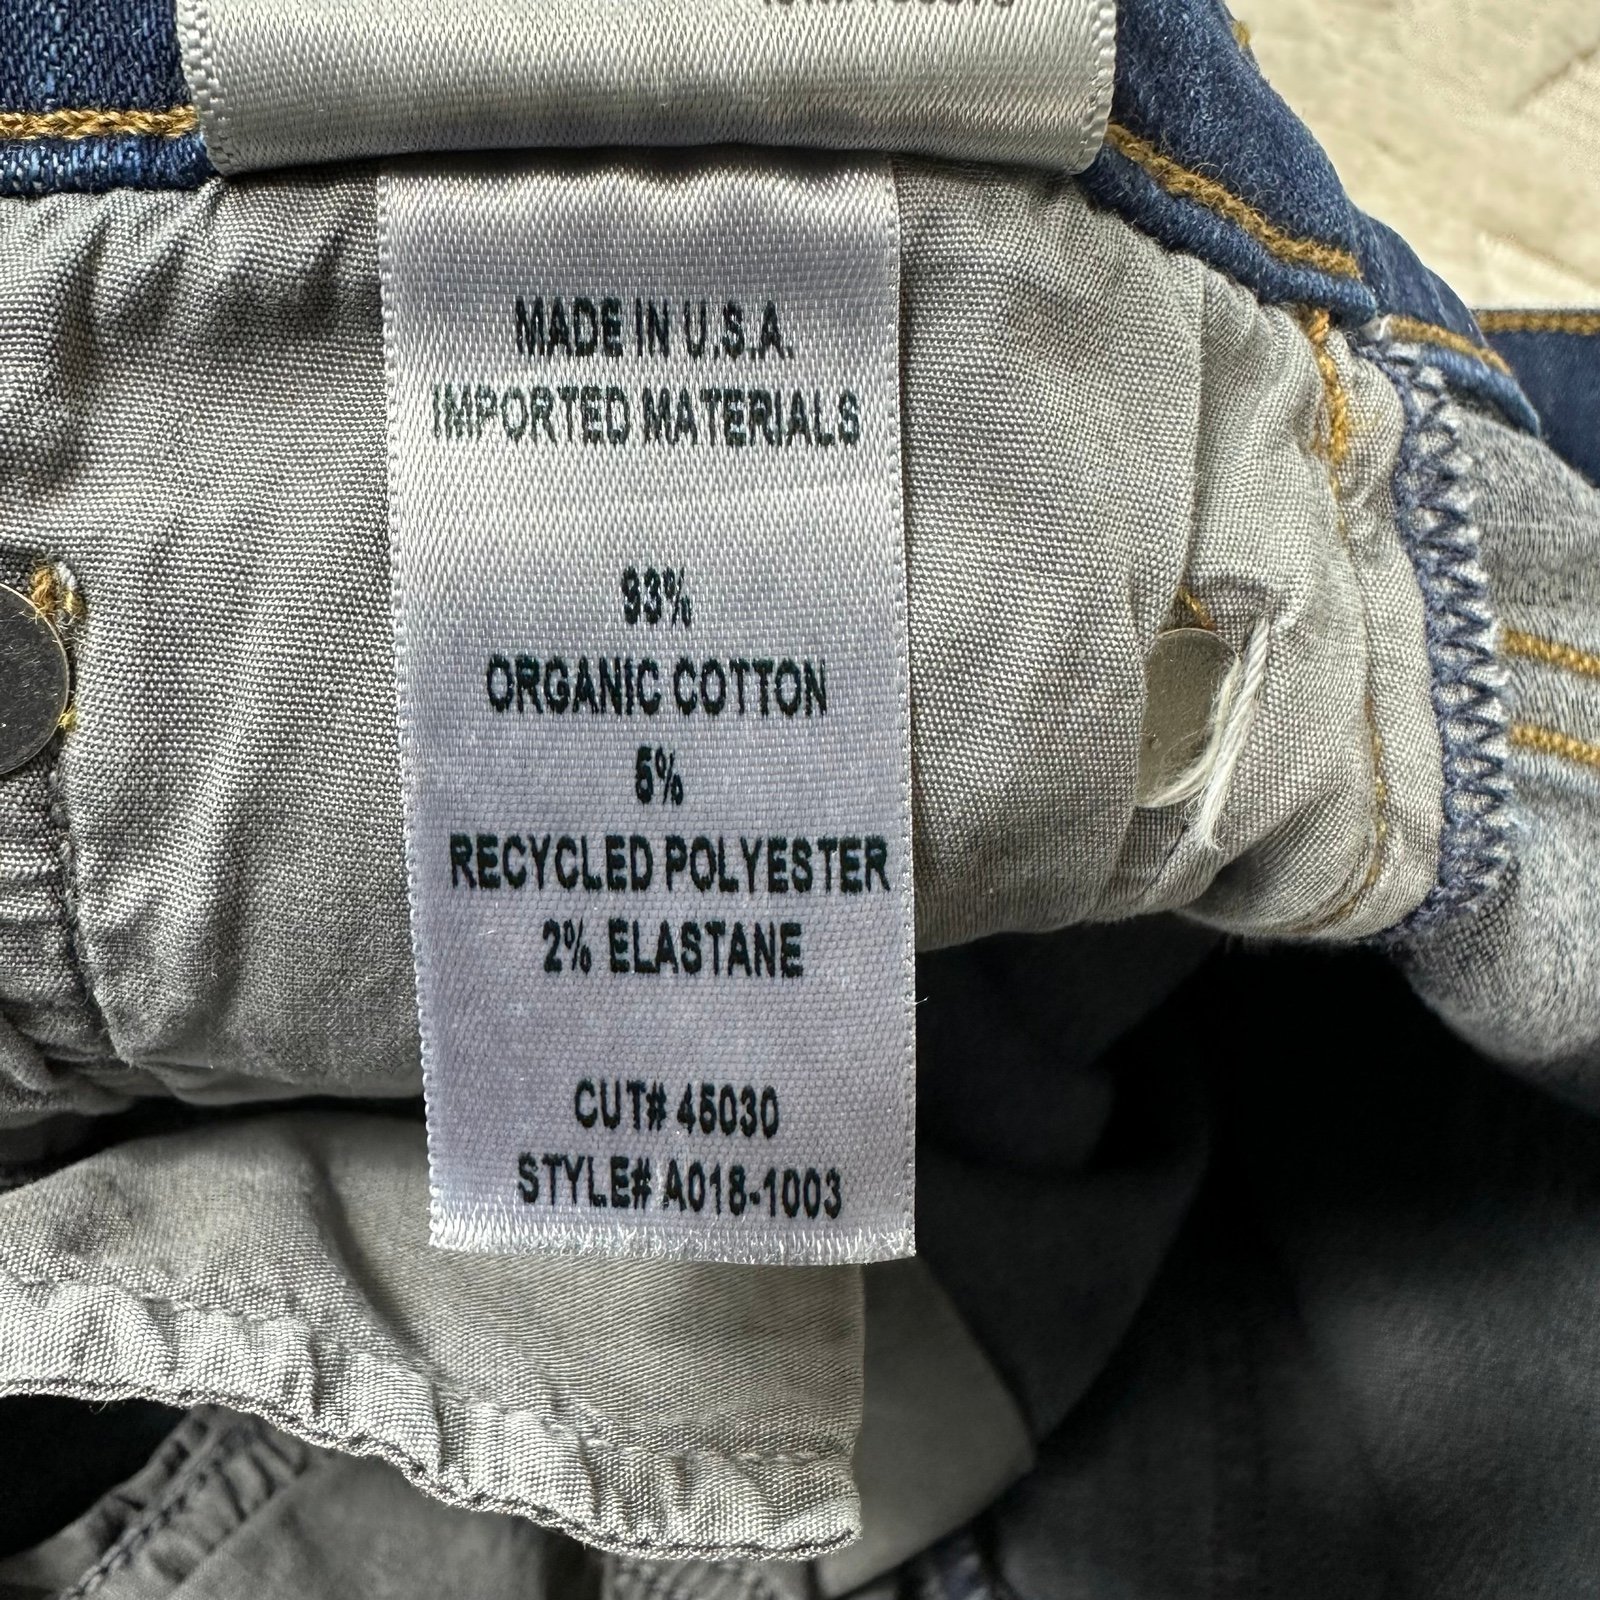 MADE IN U.S.A.
IMPORTED MATERIALS
93%
ORGANIC COTTON
5%
RECYCLED POLYESTER
2% ELASTANE
CUT# 45030
STYLE# A018-1003